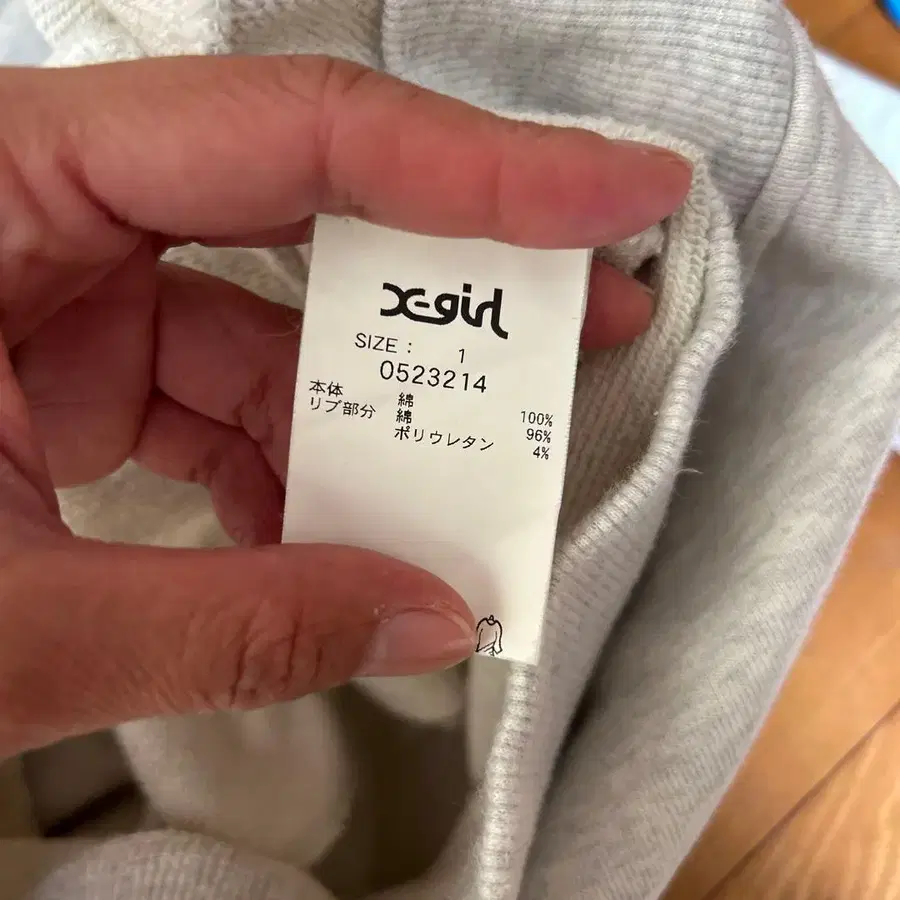 X-girl
SIZE : 1
0523214
本体 綿 100%
リブ部分 綿 96%
ポリウレタン 4%